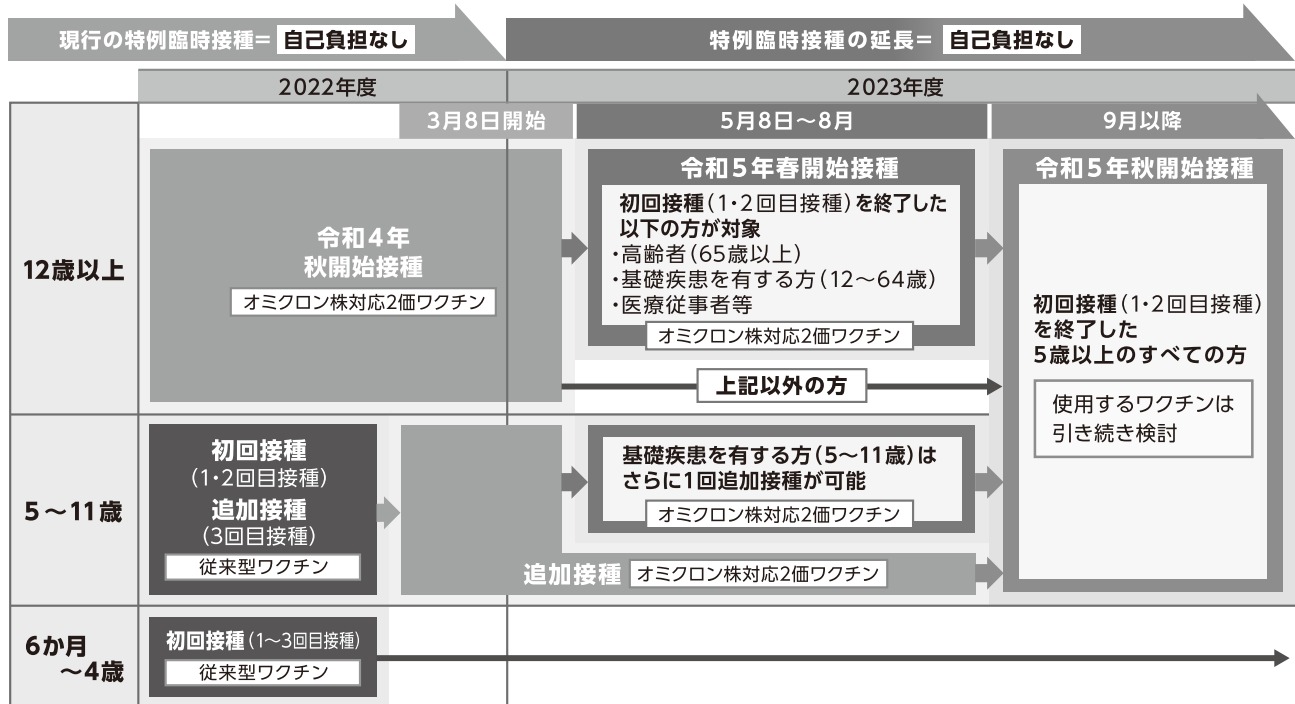 現行の特例臨時接種= 自己負担なし
特例臨時接種の延長= 自己負担なし
2022年度
2023年度
3月8日開始
5月8日～8月
9月以降
12歳以上
令和4年
秋開始接種
オミクロン株対応2価ワクチン
令和5年春開始接種
初回接種（1・2回目接種）を終了した
以下の方が対象
・高齢者（65歳以上）
・基礎疾患を有する方（12～64歳）
・医療従事者等
オミクロン株対応2価ワクチン
上記以外の方
令和5年秋開始接種
初回接種（1・2回目接種）
を終了した
5歳以上のすべての方
使用するワクチンは
引き続き検討
5～11歳
初回接種
（1・2回目接種）
追加接種
（3回目接種）
従来型ワクチン
基礎疾患を有する方（5～11歳）は
さらに1回追加接種が可能
オミクロン株対応2価ワクチン
追加接種 オミクロン株対応2価ワクチン
6か月
～4歳
初回接種（1～3回目接種）
従来型ワクチン